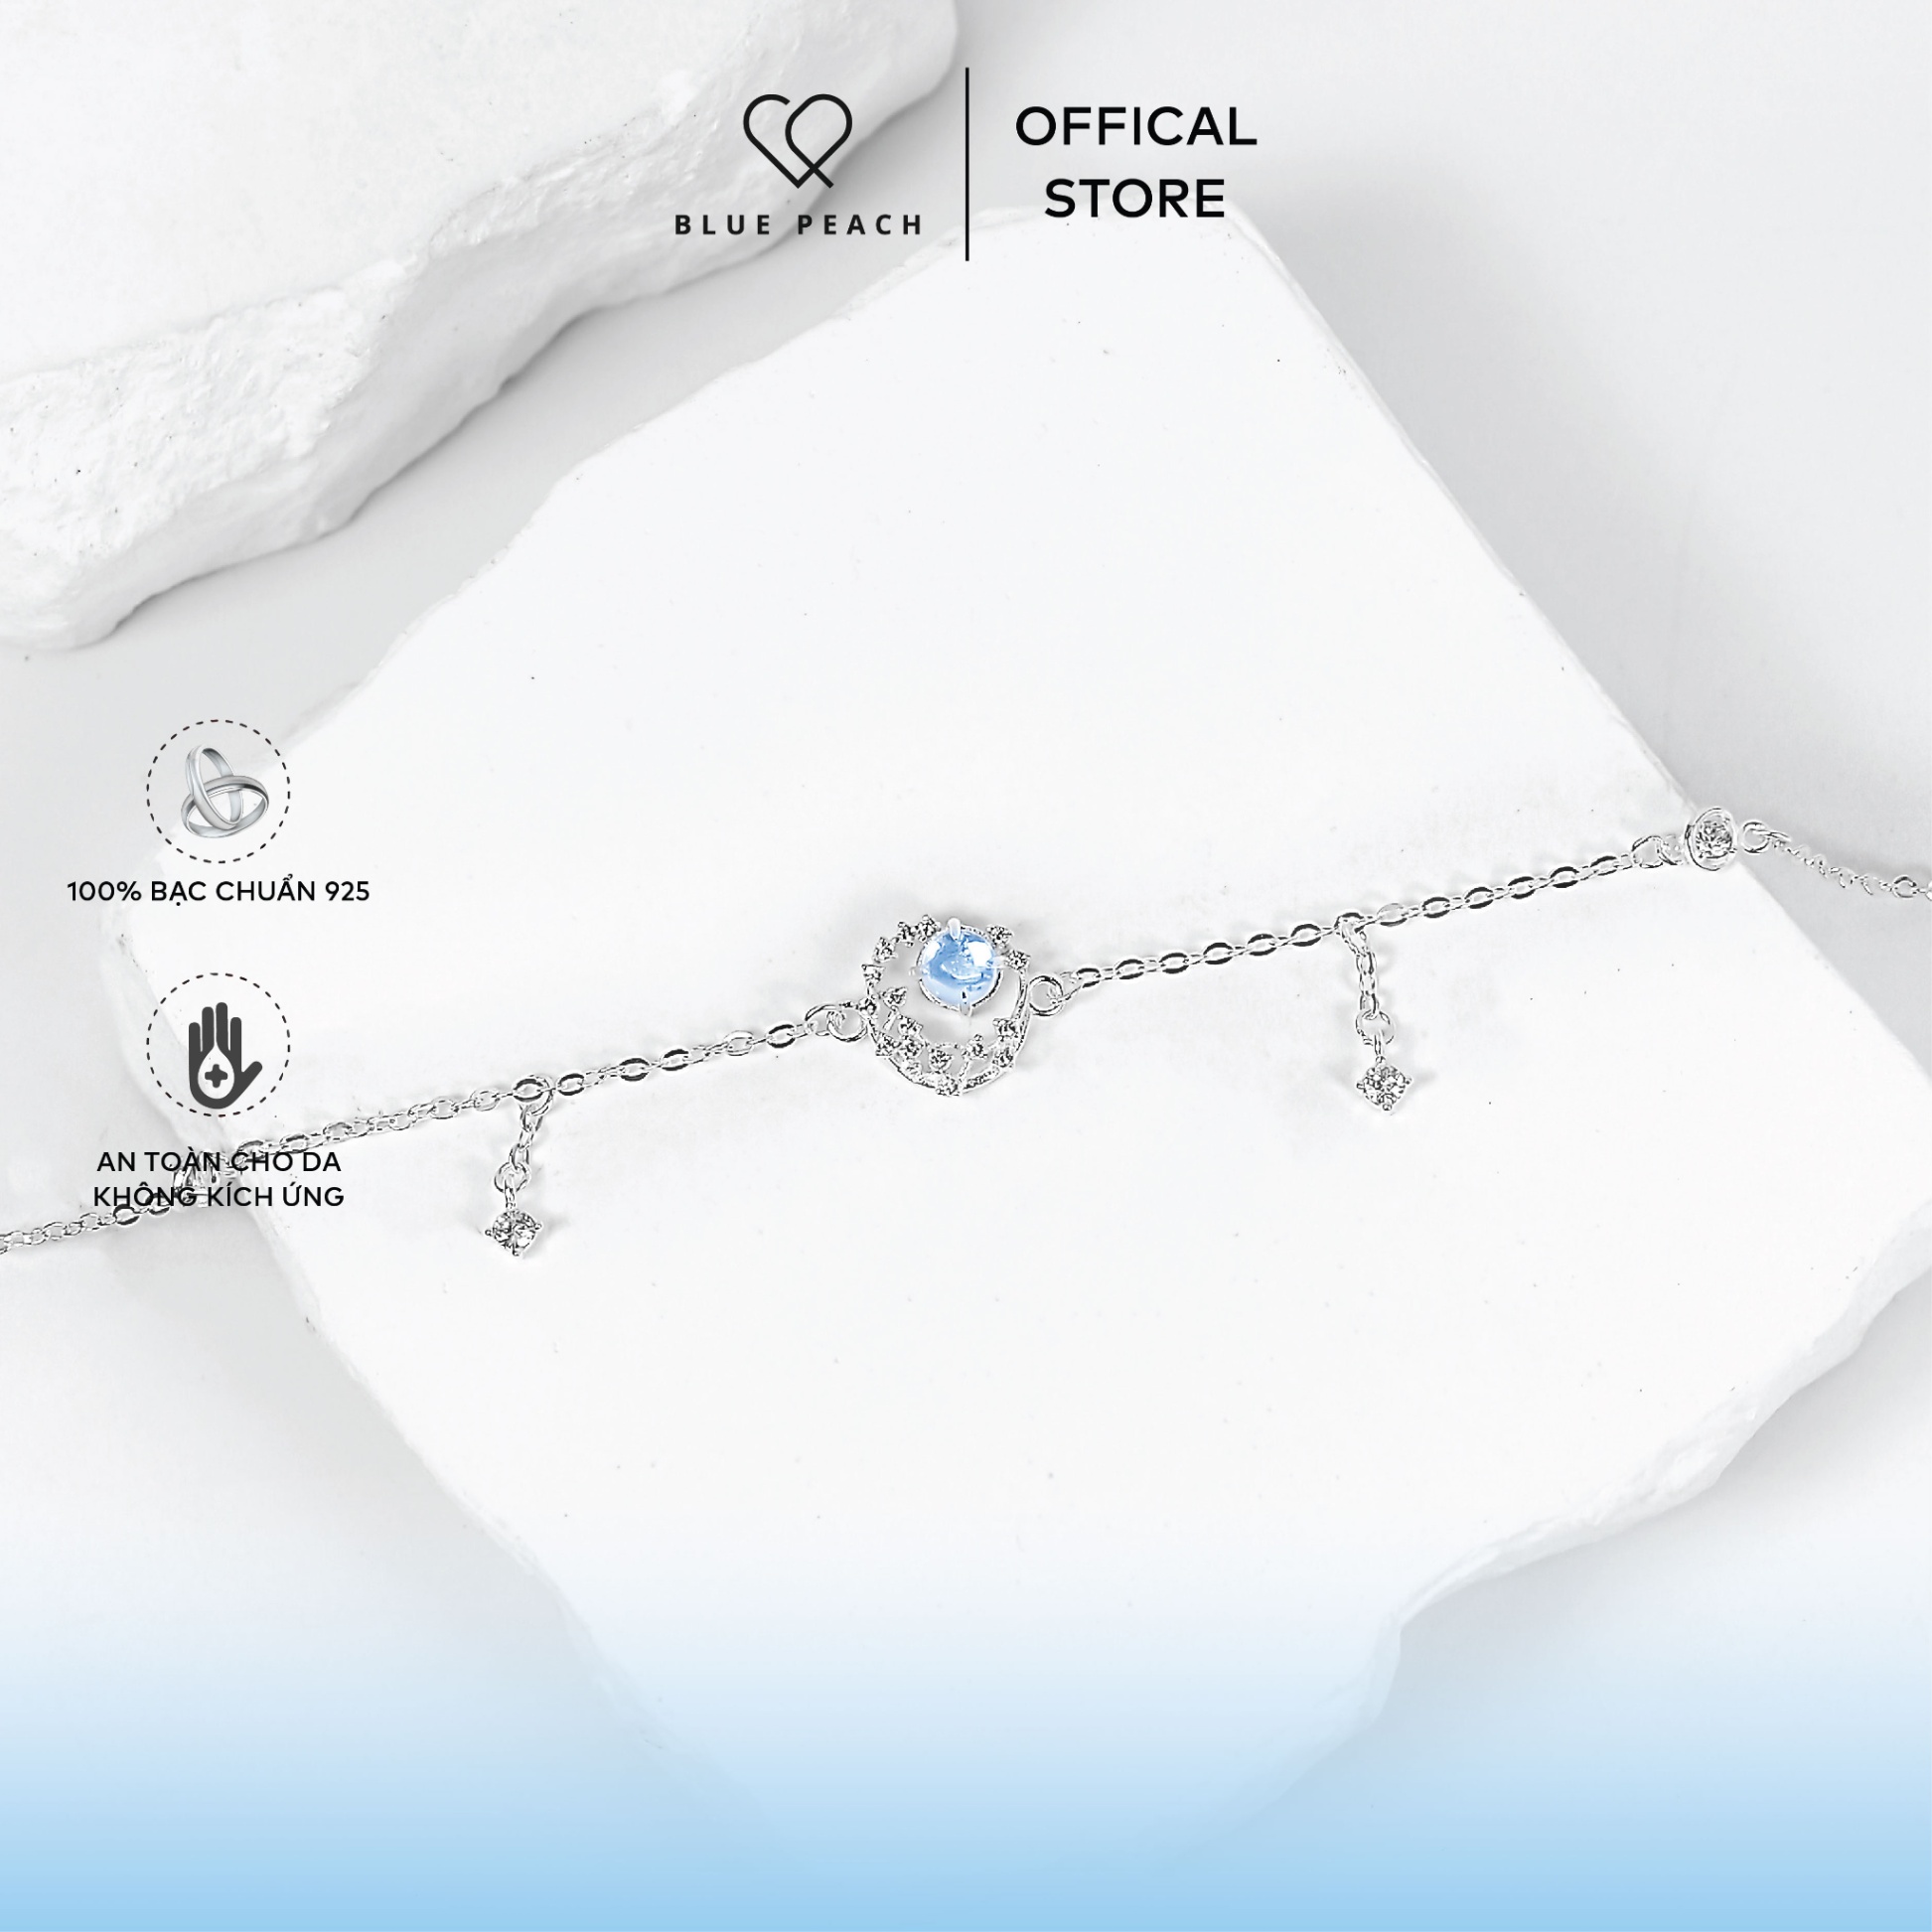 BLUE PEACH
OFFICAL
STORE
100% BẠC CHUẨN 925
AN TOÀN CHO DA
KHÔNG KÍCH ỨNG